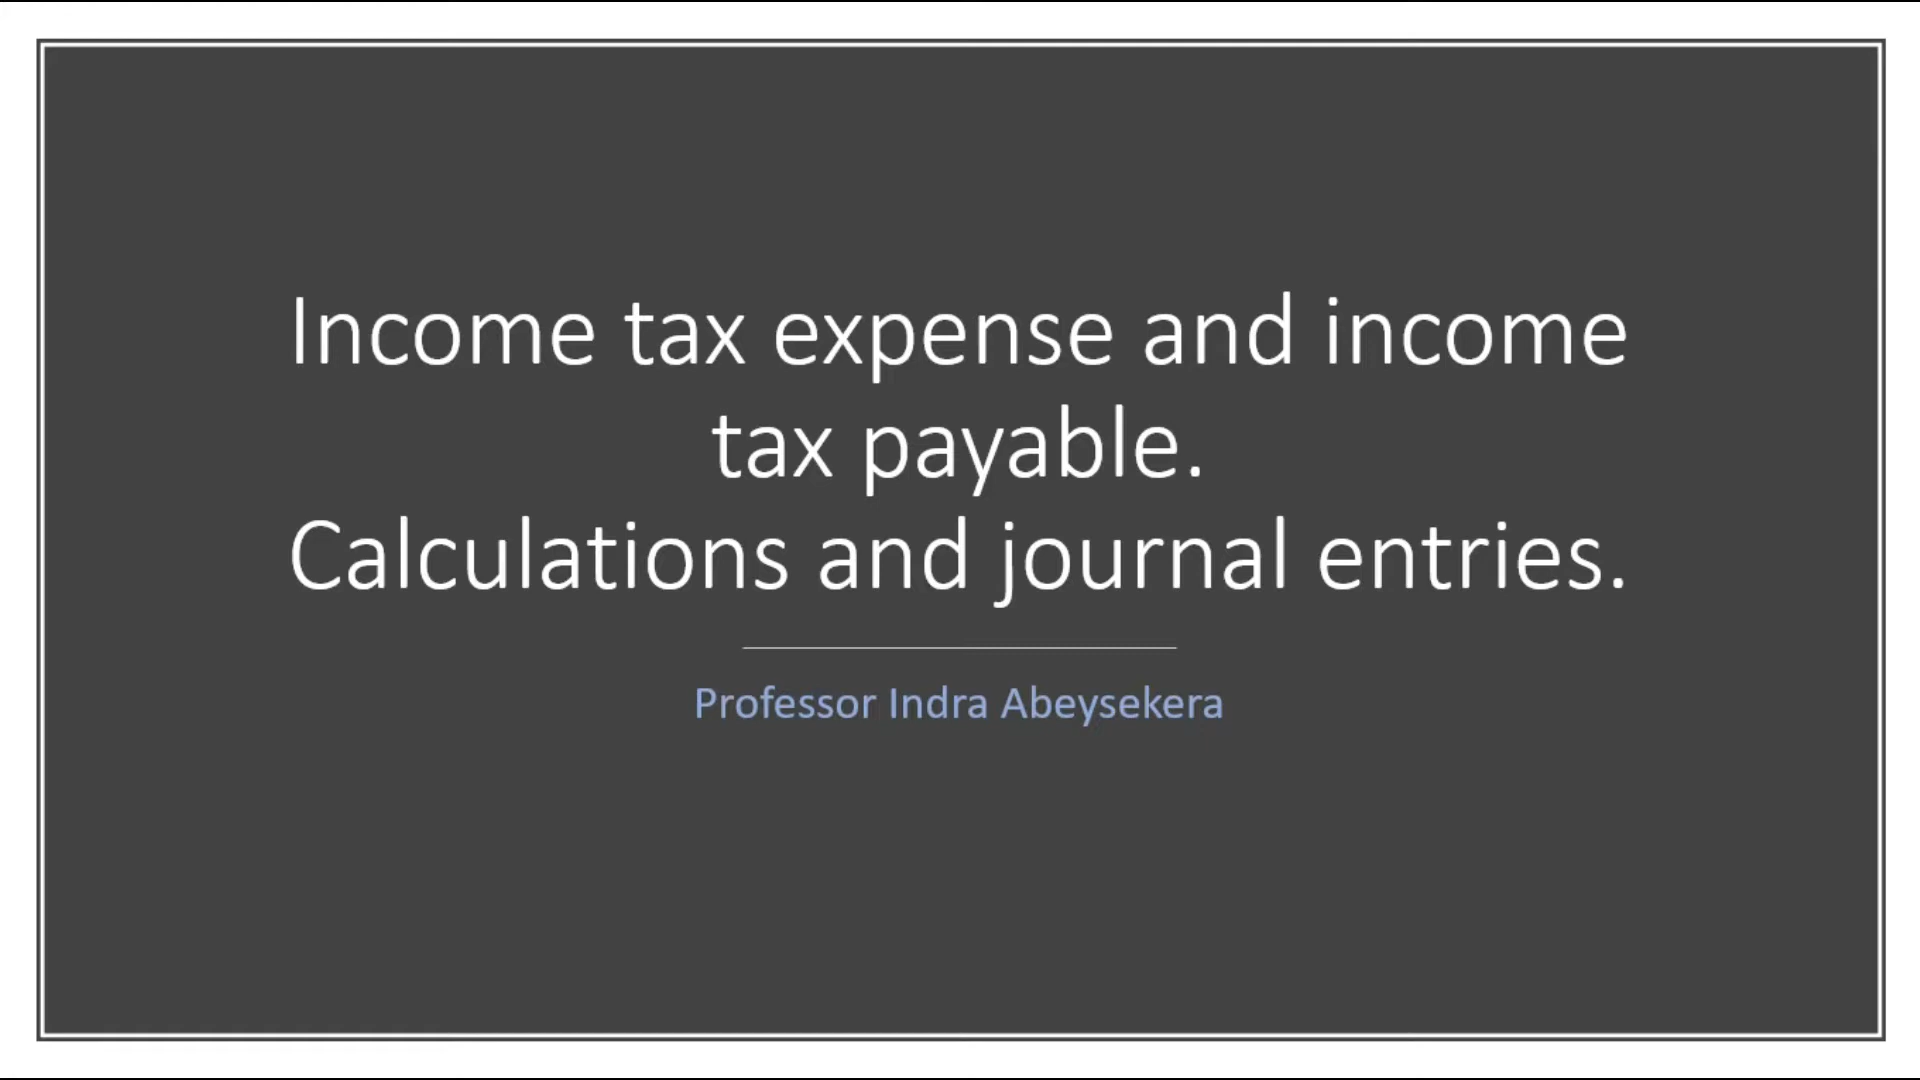 Income tax expense and income
tax payable.
Calculations and journal entries.
Professor Indra Abeysekera